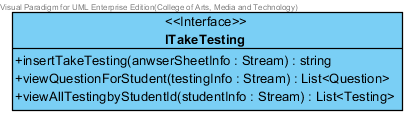 Visual Paradigm for UML Enterprise Edition(College of Arts, Media and Technology)
<<Interface>>
ITakeTesting
+insertTakeTesting(anwserSheetInfo : Stream) : string
+viewQuestionForStudent(testingInfo : Stream) : List<Question>
+viewAllTestingbyStudentId(studentInfo : Stream) : List<Testing>